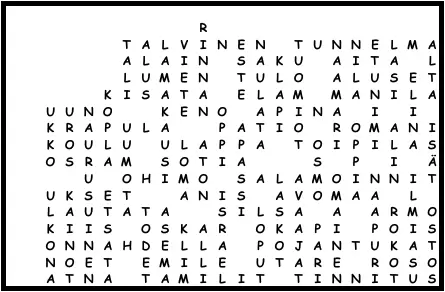 R
TALVINEN TUNNELMA
ALAIN SAKU AITA L
LUMEN TULO ALUSET
KISATA ELAM MANILA
UUNO KENO APINA I I
KRAPULA PATIO ROMANI
KOULU ULAPPA TOIPILAS
OSRAM SOTIA S P I Ä
U OHIMO SALAMOINNIT
UKSET ANIS AVOMAA L
LAUTATA SILSA A ARMO
KIIS OSKAR OKAPI POIS
ONNAHDELLA POJANTUKAT
NOET EMILE UTARE ROSO
ATNA TAMILIT TINNITUS